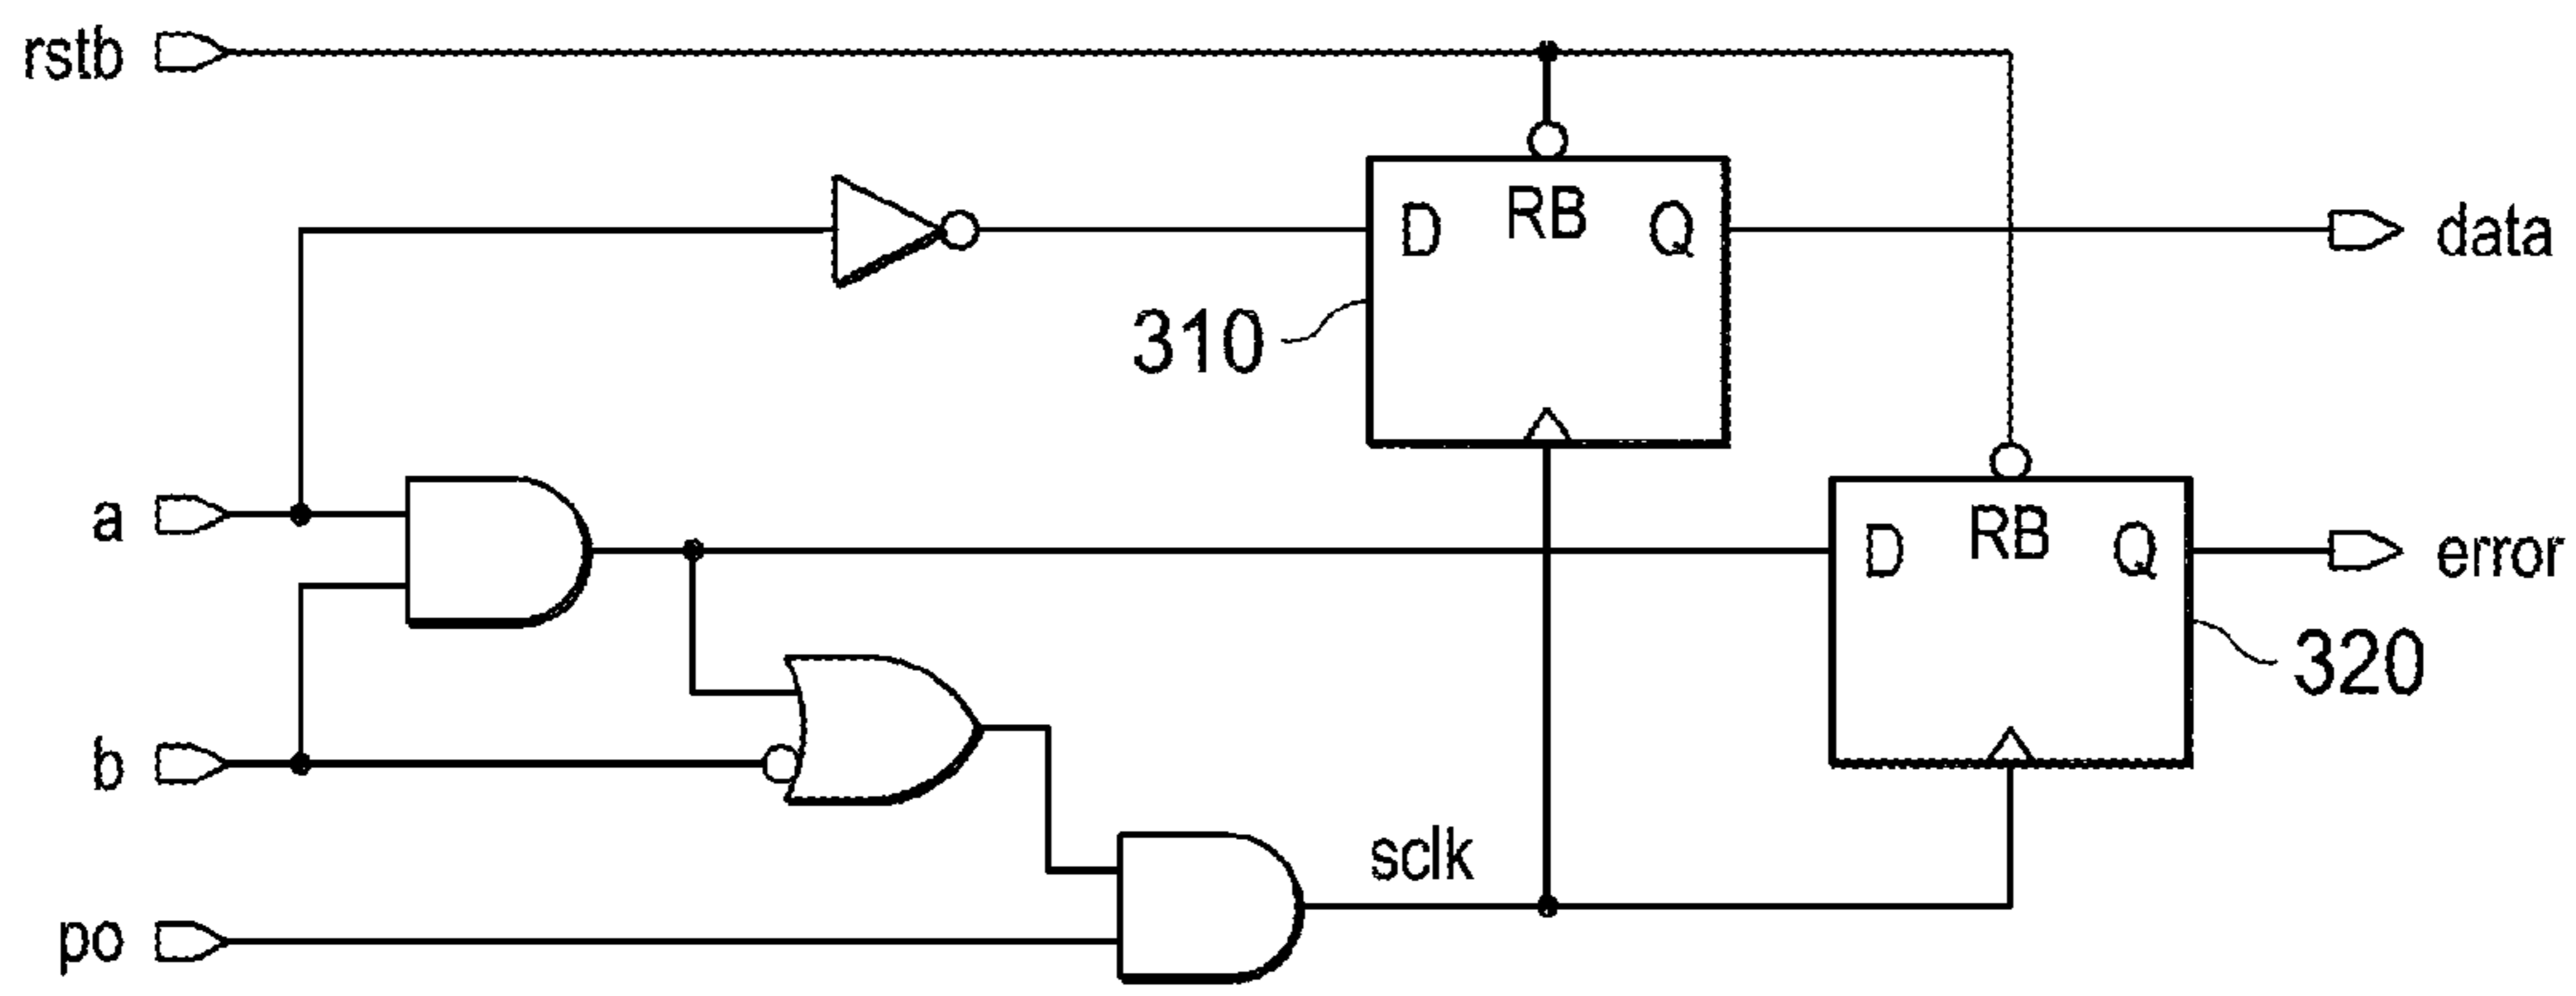 rstb
D RB Q
data
310
a
D RB Q
error
320
b
sclk
po